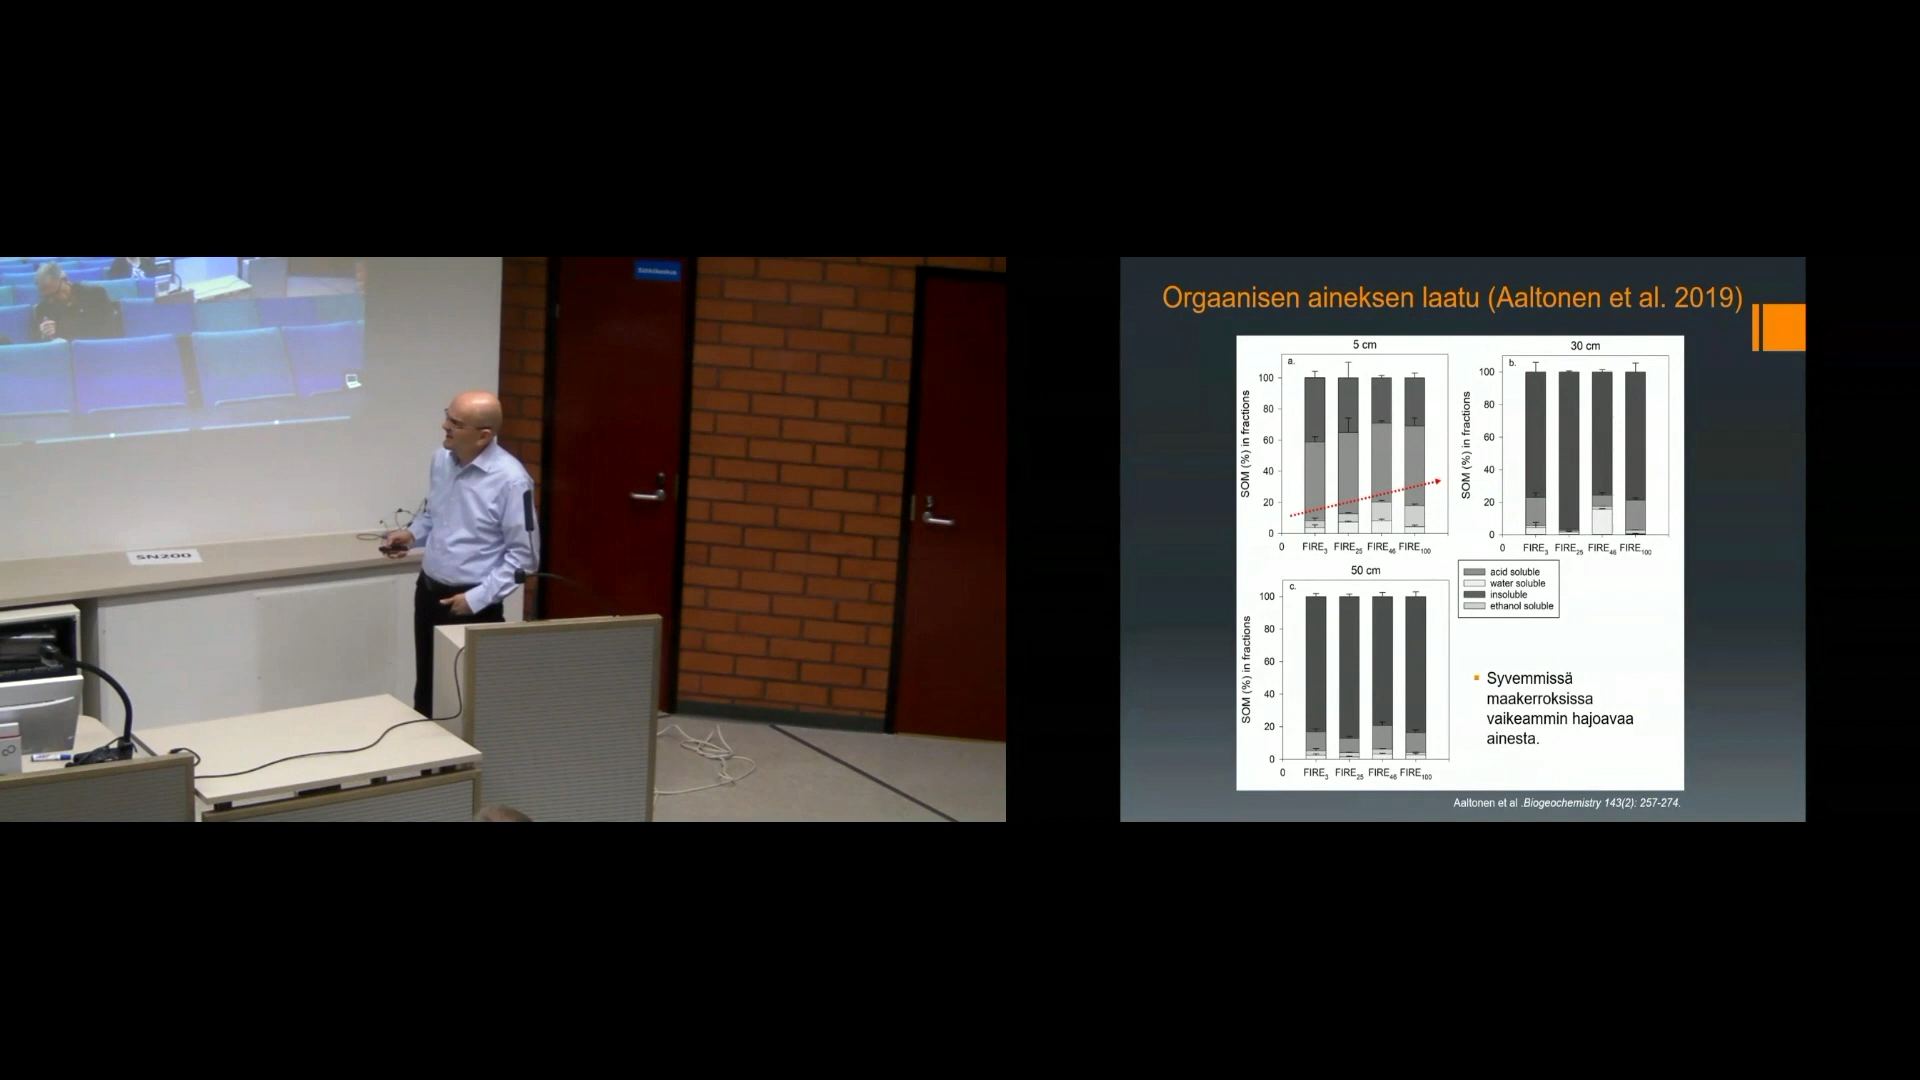 SN200
Orgaanisen aineksen laatu (Aaltonen et al. 2019)
5 cm
a.
SOM (%) in fractions
100
80
60
40
20
0
0 FIRE3 FIRE25 FIRE46 FIRE100
30 cm
b.
SOM (%) in fractions
100
80
60
40
20
0
0 FIRE3 FIRE25 FIRE46 FIRE100
acid soluble
water soluble
insoluble
ethanol soluble
50 cm
c.
SOM (%) in fractions
100
80
60
40
20
0
0 FIRE3 FIRE25 FIRE46 FIRE100
Syvemmissä
maakerroksissa
vaikeammin hajoavaa
ainesta.
Aaltonen et al .Biogeochemistry 143(2): 257-274.